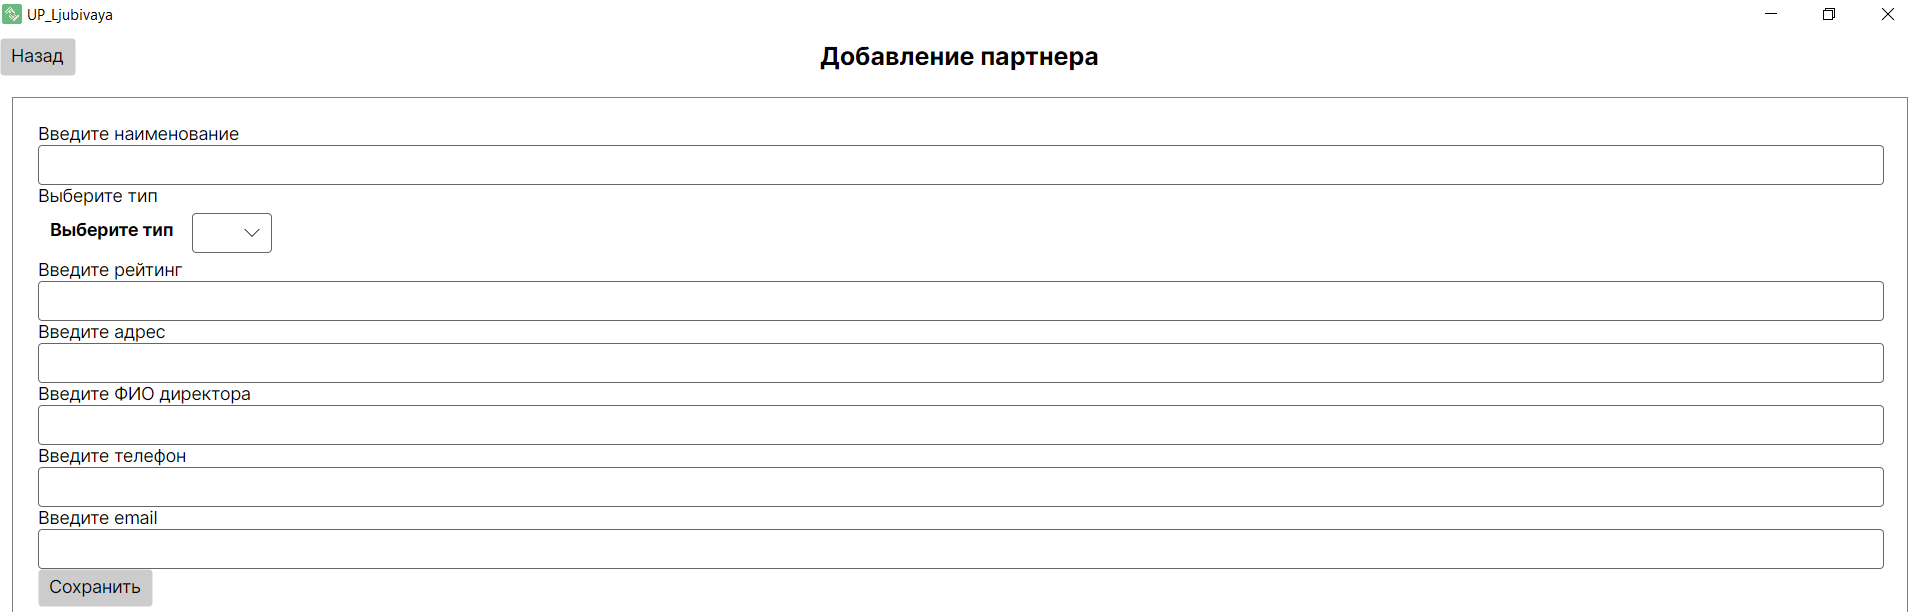 UP_Ljubivaya
Назад
Добавление партнера
Введите наименование
Выберите тип
Выберите тип
Введите рейтинг
Введите адрес
Введите ФИО директора
Введите телефон
Введите email
Сохранить